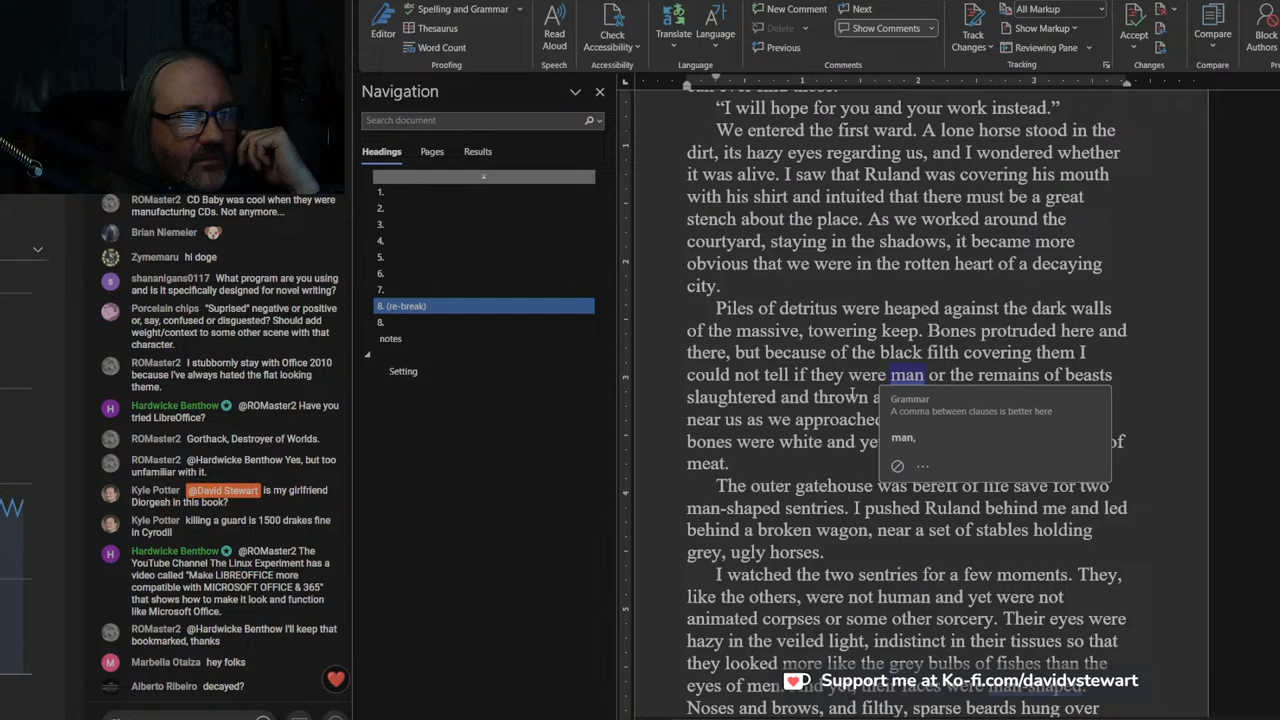 Editor
Spelling and Grammar
Thesaurus
Word Count
Proofing
Read
Aloud
Speech
Check
Accessibility
Accessibility
Translate
Language
Language
New Comment
Delete
Previous
Next
Show Comments
Comments
Track
Changes
All Markup
Show Markup
Reviewing Pane
Tracking
Accept
Changes
Compare
Compare
Block
Authors
Navigation
Search document
Headings
Pages
Results
1.
2.
3.
4.
5.
6.
7.
8. (re-break)
8.
notes
Setting
ROMaster2 CD Baby was cool when they were
manufacturing CDs. Not anymore...
Brian Niemeier
Zymemaru hi doge
shananigans0117 What program are you using
and is it specifically designed for novel writing?
Porcelain chips "Suprised" negative or positive
or, say, confused or disguested? Should add
weight/context to some other scene with that
character.
ROMaster2 I stubbornly stay with Office 2010
because I've always hated the flat looking
theme.
Hardwicke Benthow @ROMaster2 Have you
tried LibreOffice?
ROMaster2 Gorthack, Destroyer of Worlds.
ROMaster2 @Hardwicke Benthow Yes, but too
unfamiliar with it.
Kyle Potter @David Stewart is my girlfriend
Dlorgesh in this book?
Kyle Potter killing a guard is 1500 drakes fine
in Cyrodil
Hardwicke Benthow @ROMaster2 The
YouTube Channel The Linux Experiment has
a video called "Make LIBREOFFICE more
compatible with MICROSOFT OFFICE & 365"
that shows how to make it look and function
like Microsoft Office.
ROMaster2 @Hardwicke Benthow I'll keep that
bookmarked, thanks
Marbella Otaiza hey folks
Alberto Ribeiro decayed?
1
2
3
“I will hope for you and your work instead.”
We entered the first ward. A lone horse stood in the
dirt, its hazy eyes regarding us, and I wondered whether
it was alive. I saw that Ruland was covering his mouth
with his shirt and intuited that there must be a great
stench about the place. As we worked around the
courtyard, staying in the shadows, it became more
obvious that we were in the rotten heart of a decaying
city.
Piles of detritus were heaped against the dark walls
of the massive, towering keep. Bones protruded here and
there, but because of the black filth covering them I
could not tell if they were man or the remains of beasts
slaughtered and thrown
near us as we approached
bones were white and of
meat.
Grammar
A comma between clauses is better here
man,
The outer gatehouse was bereft of life save for two
man-shaped sentries. I pushed Ruland behind me and led
behind a broken wagon, near a set of stables holding
grey, ugly horses.
I watched the two sentries for a few moments. They,
like the others, were not human and yet were not
animated corpses or some other sorcery. Their eyes were
hazy in the veiled light, indistinct in their tissues so that
they looked more like the grey bulbs of fishes than the
eyes of men. And yet, their faces were man-shaped.
Noses and brows, and filthy, sparse beards hung over
Support me at Ko-fi.com/davidvstewart